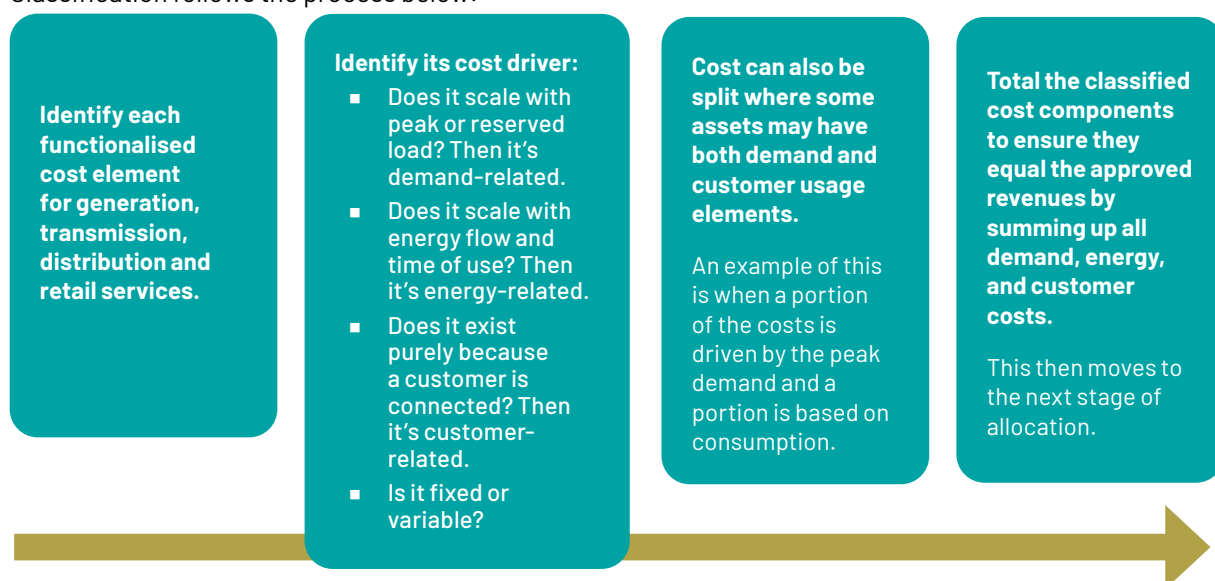 Classification follows the process below:
Identify each
functionalised
cost element
for generation,
transmission,
distribution and
retail services.
Identify its cost driver:
■ Does it scale with
peak or reserved
load? Then it's
demand-related.
■ Does it scale with
energy flow and
time of use? Then
it's energy-related.
■ Does it exist
purely because
a customer is
connected? Then
it's customer-
related.
■ Is it fixed or
variable?
Cost can also be
split where some
assets may have
both demand and
customer usage
elements.
An example of this
is when a portion
of the costs is
driven by the peak
demand and a
portion is based on
consumption.
Total the classified
cost components
to ensure they
equal the approved
revenues by
summing up all
demand, energy,
and customer
costs.
This then moves to
the next stage of
allocation.